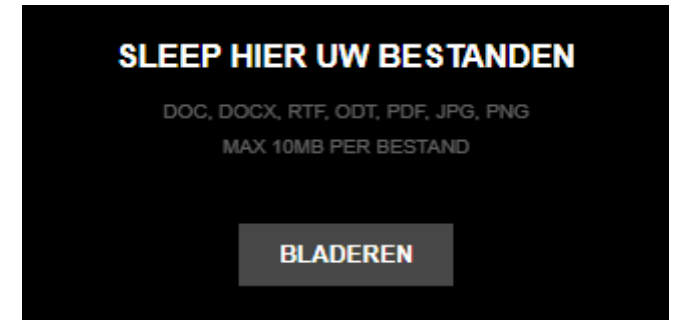 SLEEP HIER UW BESTANDEN
DOC, DOCX, RTF, ODT, PDF, JPG, PNG
MAX 10MB PER BESTAND
BLADEREN